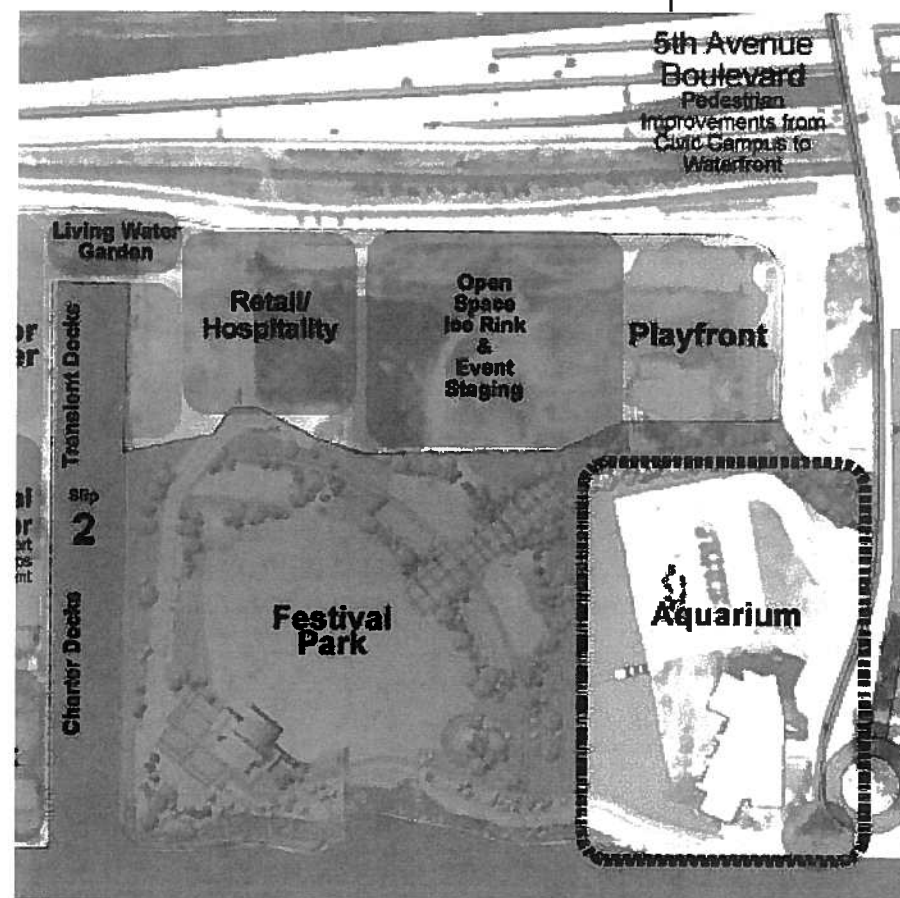 5th Avenue
Boulevard
Pedestrian
Improvements from
Civic Campus to
Waterfront
Living Water
Garden
Retail/
Hospitality
Open
Space
Ice Rink
&
Event
Staging
Playfront
Transient Docks
Slip
2
Charter Docks
Festival
Park
Aquarium